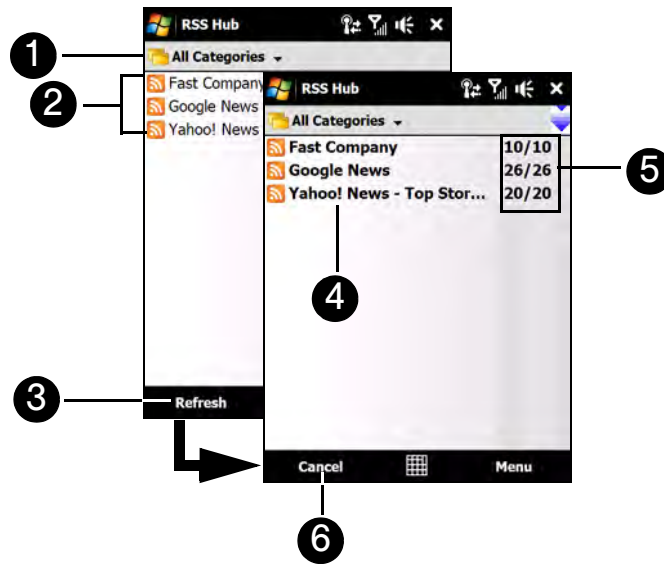 RSS Hub
1
All Categories
2
Fast Company
Google News
Yahoo! News
3
Refresh
RSS Hub
All Categories
Fast Company 10/10
Google News 26/26
Yahoo! News - Top Stor... 20/20
5
4
Cancel Menu
6